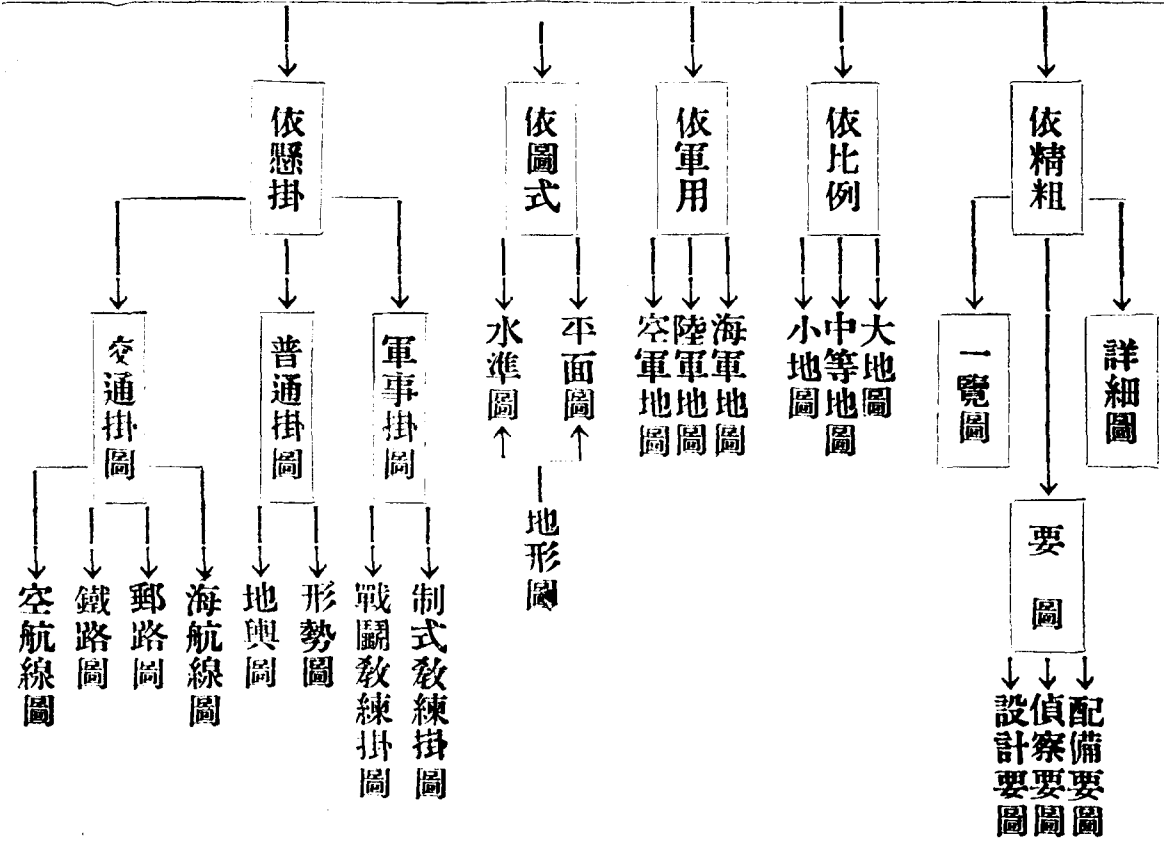 依精粗
詳細圖
一覽圖
要圖
配備要圖
偵察要圖
設計要圖
依比例
大地圖
中等地圖
小地圖
依軍用
海軍地圖
陸軍地圖
空軍地圖
依圖式
平面圖
水準圖
地形圖
依懸掛
軍事掛圖
制式敎練掛圖
戰鬭敎練掛圖
普通掛圖
形勢圖
地輿圖
交通掛圖
海航線圖
郵路圖
鐵路圖
空航線圖